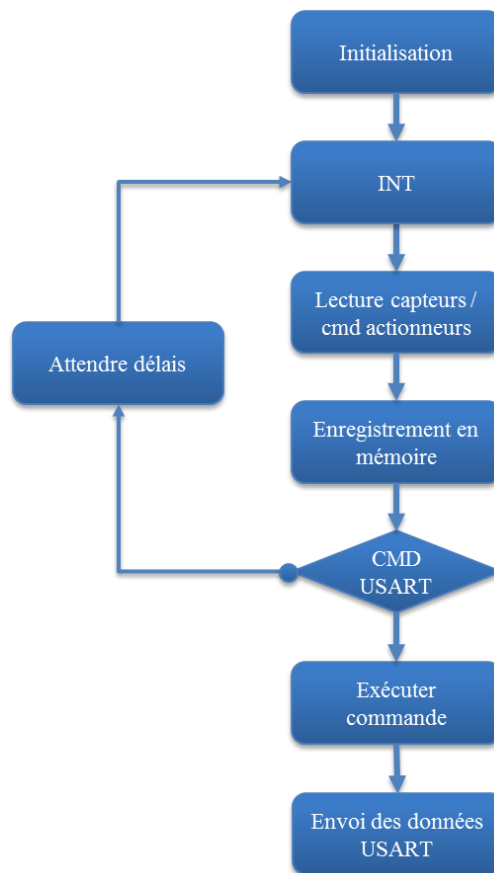 Initialisation
INT
Lecture capteurs /
cmd actionneurs
Attendre délais
Enregistrement en
mémoire
CMD
USART
Exécuter
commande
Envoi des données
USART